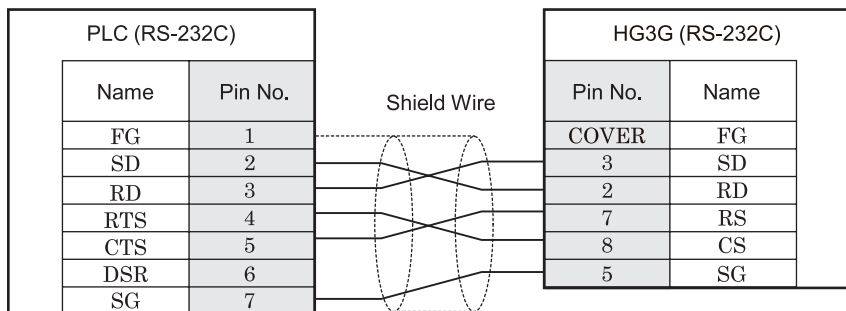 PLC (RS-232C)
Name Pin No.
FG 1
SD 2
RD 3
RTS 4
CTS 5
DSR 6
SG 7
Shield Wire
HG3G (RS-232C)
Pin No. Name
COVER FG
3 SD
2 RD
7 RS
8 CS
5 SG